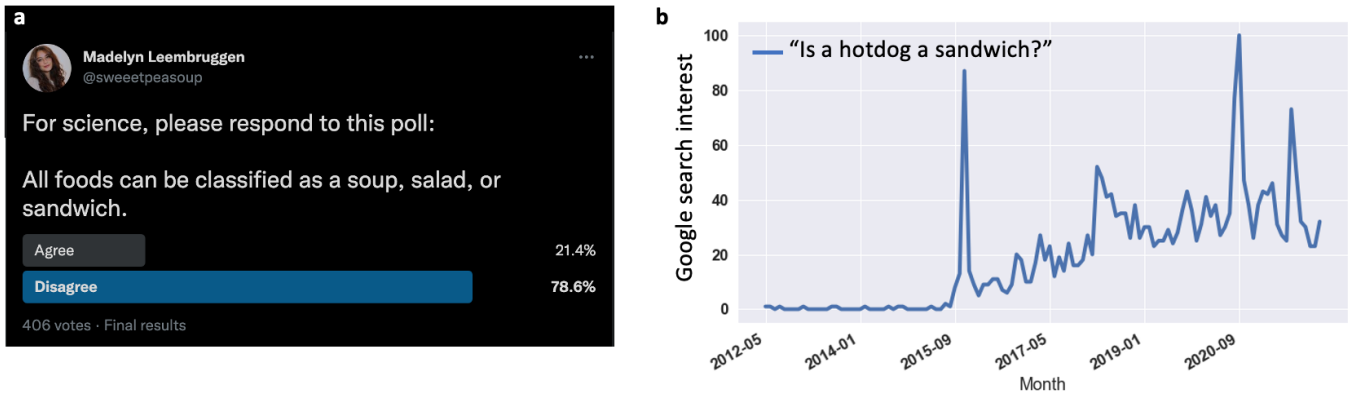 a
Madelyn Leembruggen
@sweeetpeasoup
For science, please respond to this poll:
All foods can be classified as a soup, salad, or
sandwich.
Agree 21.4%
Disagree 78.6%
406 votes · Final results
b
"Is a hotdog a sandwich?"
Google search interest
100
80
60
40
20
0
2012-05
2014-01
2015-09
2017-05
2019-01
2020-09
Month